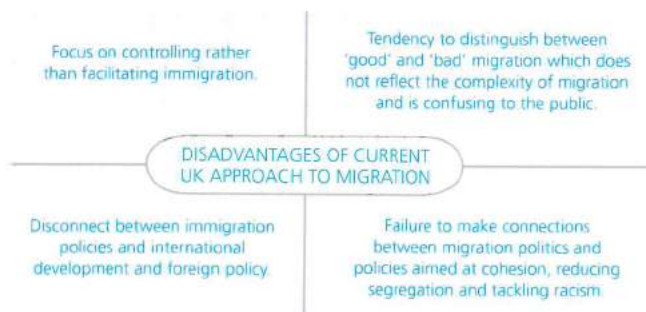 Focus on controlling rather
than facilitating immigration.
Tendency to distinguish between
'good' and 'bad' migration which does
not reflect the complexity of migration
and is confusing to the public.
DISADVANTAGES OF CURRENT
UK APPROACH TO MIGRATION
Disconnect between immigration
policies and international
development and foreign policy.
Failure to make connections
between migration politics and
policies aimed at cohesion, reducing
segregation and tackling racism